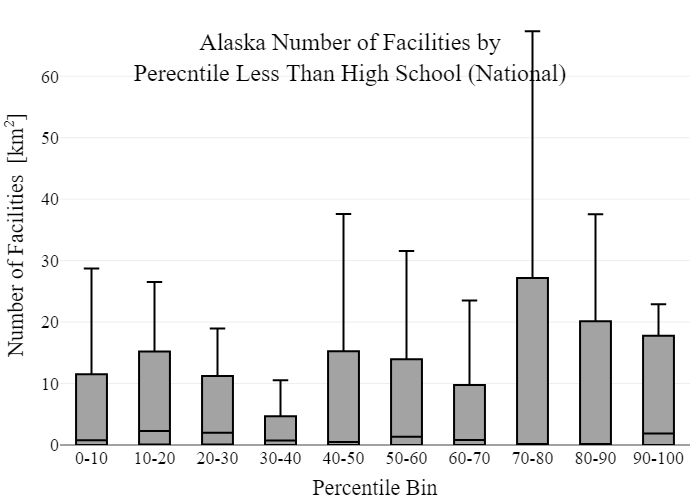 Alaska Number of Facilities by
Perecntile Less Than High School (National)
Number of Facilities [km²]
60
50
40
30
20
10
0
0-10 10-20 20-30 30-40 40-50 50-60 60-70 70-80 80-90 90-100
Percentile Bin